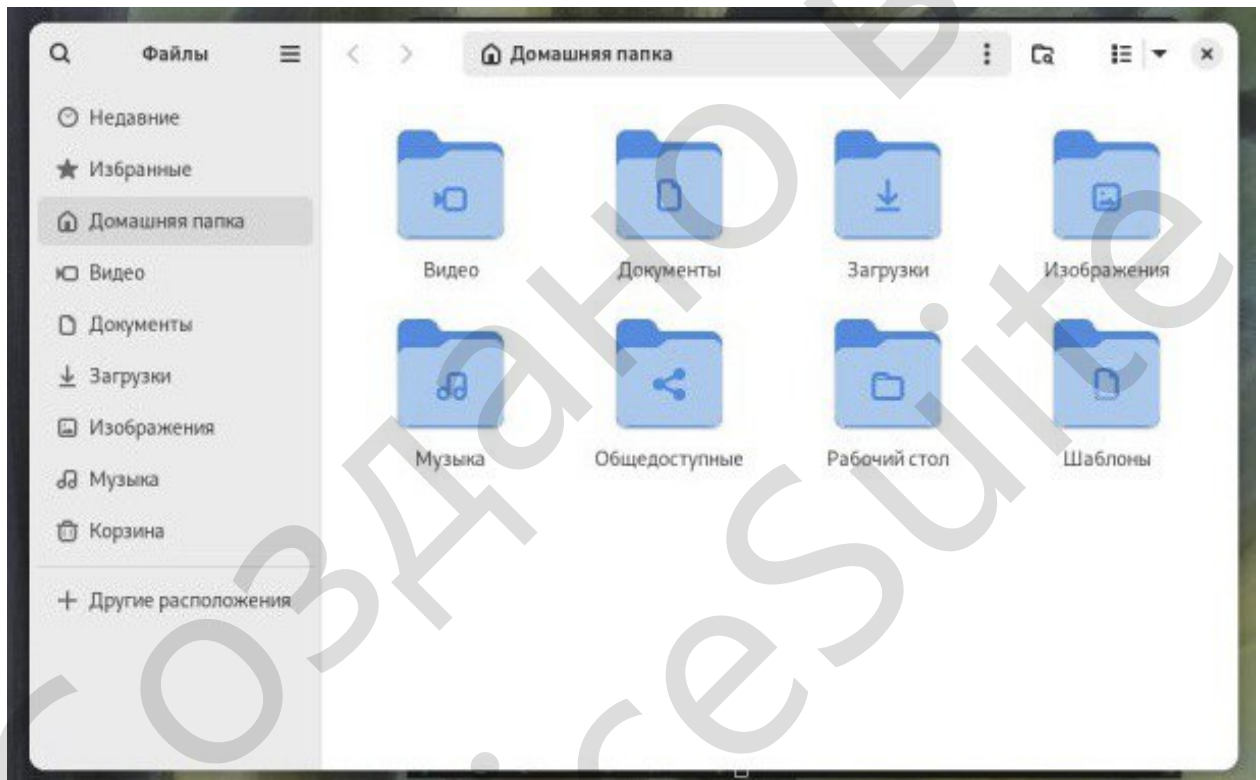 Файлы
Домашняя папка
Недавние
Избранные
Домашняя папка
Видео
Документы
Загрузки
Изображения
Музыка
Корзина
Другие расположения
Видео
Документы
Загрузки
Изображения
Музыка
Общедоступные
Рабочий стол
Шаблоны
Создано в
iceSuite